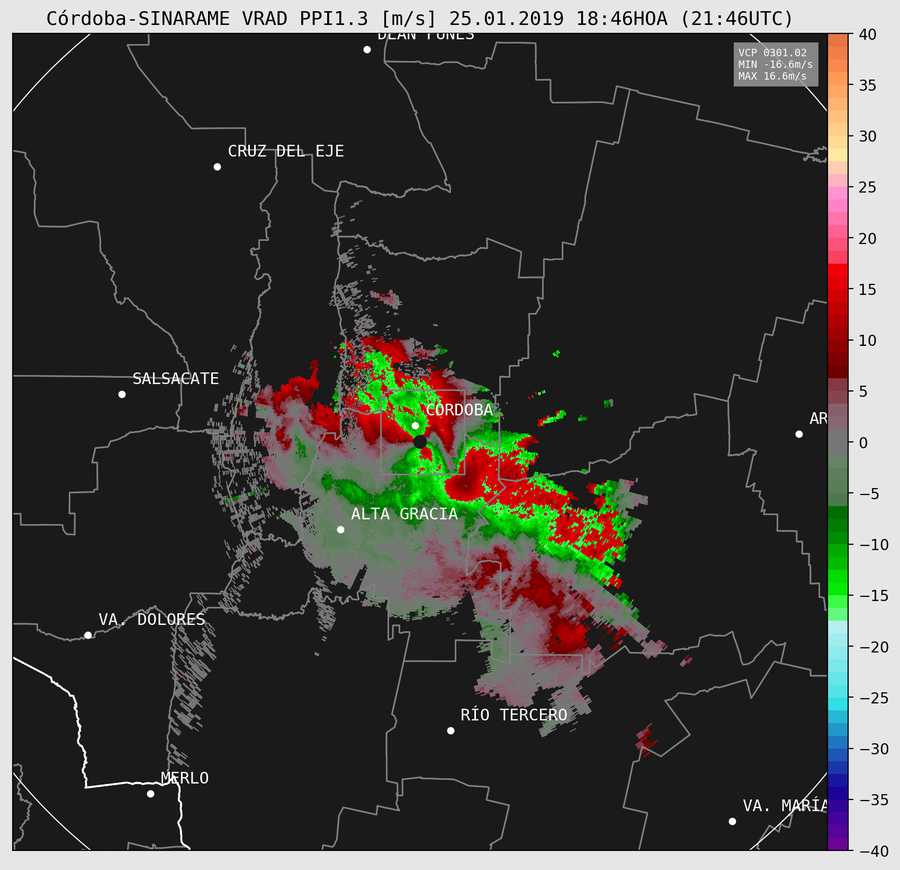 Córdoba-SINARAME VRAD PPI1.3 [m/s] 25.01.2019 18:46HOA (21:46UTC)
DEAN FUNES
VCP 0301.02
MIN -16.6m/s
MAX 16.6m/s
CRUZ DEL EJE
SALSACATE
CÓRDOBA
AR
ALTA GRACIA
VA. DOLORES
RÍO TERCERO
MERLO
VA. MARÍA
40
35
30
25
20
15
10
5
0
−5
−10
−15
−20
−25
−30
−35
−40